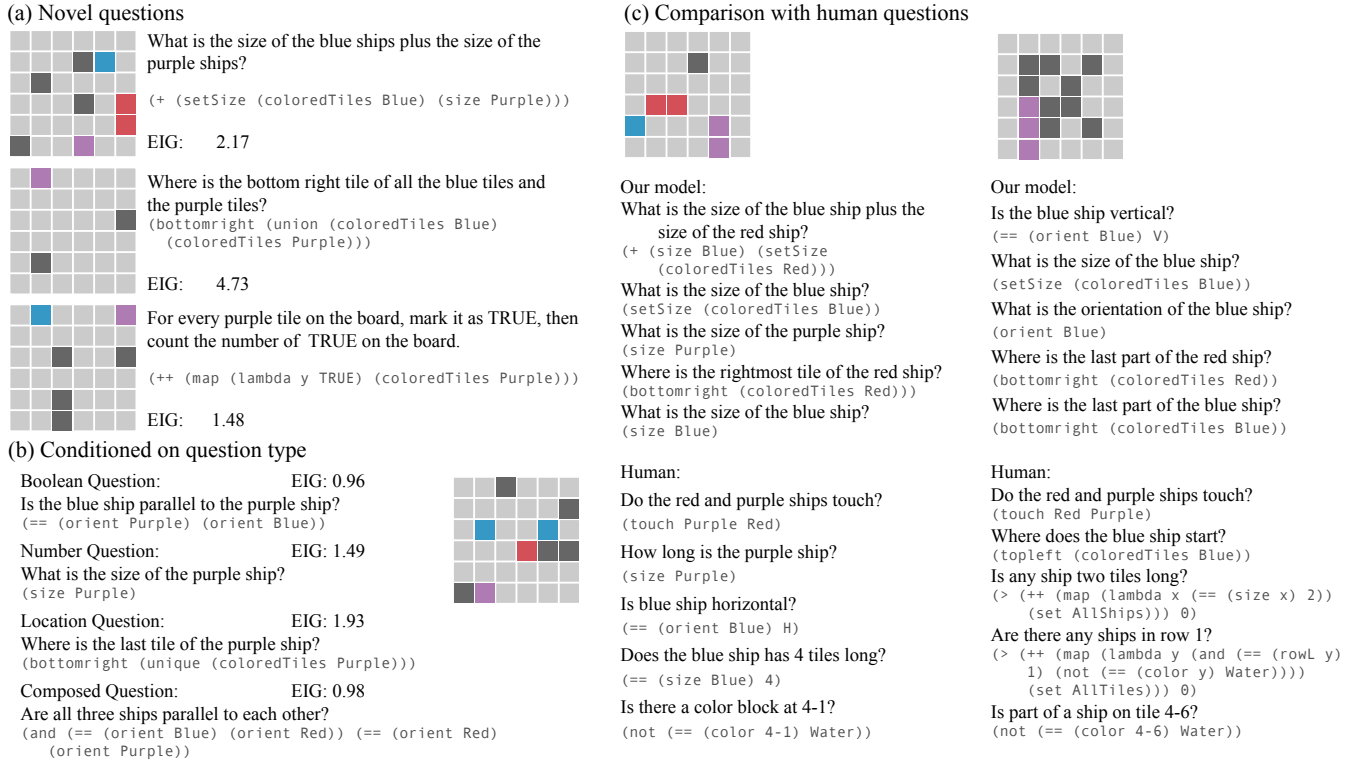 (a) Novel questions
What is the size of the blue ships plus the size of the
purple ships?
(+ (setSize (coloredTiles Blue) (size Purple)))
EIG: 2.17
Where is the bottom right tile of all the blue tiles and
the purple tiles?
(bottomright (union (coloredTiles Blue)
(coloredTiles Purple)))
EIG: 4.73
For every purple tile on the board, mark it as TRUE, then
count the number of TRUE on the board.
(++ (map (lambda y TRUE) (coloredTiles Purple)))
EIG: 1.48
(b) Conditioned on question type
Boolean Question: EIG: 0.96
Is the blue ship parallel to the purple ship?
(== (orient Purple) (orient Blue))
Number Question: EIG: 1.49
What is the size of the purple ship?
(size Purple)
Location Question: EIG: 1.93
Where is the last tile of the purple ship?
(bottomright (unique (coloredTiles Purple)))
Composed Question: EIG: 0.98
Are all three ships parallel to each other?
(and (== (orient Blue) (orient Red)) (== (orient Red)
(orient Purple))
(c) Comparison with human questions
Our model:
What is the size of the blue ship plus the
size of the red ship?
(+ (size Blue) (setSize
(coloredTiles Red)))
What is the size of the blue ship?
(setSize (coloredTiles Blue))
What is the size of the purple ship?
(size Purple)
Where is the rightmost tile of the red ship?
(bottomright (coloredTiles Red)))
What is the size of the blue ship?
(size Blue)
Human:
Do the red and purple ships touch?
(touch Purple Red)
How long is the purple ship?
(size Purple)
Is blue ship horizontal?
(== (orient Blue) H)
Does the blue ship has 4 tiles long?
(== (size Blue) 4)
Is there a color block at 4-1?
(not (== (color 4-1) Water))
Our model:
Is the blue ship vertical?
(== (orient Blue) V)
What is the size of the blue ship?
(setSize (coloredTiles Blue))
What is the orientation of the blue ship?
(orient Blue)
Where is the last part of the red ship?
(bottomright (coloredTiles Red))
Where is the last part of the blue ship?
(bottomright (coloredTiles Blue))
Human:
Do the red and purple ships touch?
(touch Red Purple)
Where does the blue ship start?
(topleft (coloredTiles Blue))
Is any ship two tiles long?
(> (++ (map (lambda x (== (size x) 2))
(set AllShips))) 0)
Are there any ships in row 1?
(> (++ (map (lambda y (and (== (rowL y)
1) (not (== (color y) Water))))
(set AllTiles))) 0)
Is part of a ship on tile 4-6?
(not (== (color 4-6) Water))